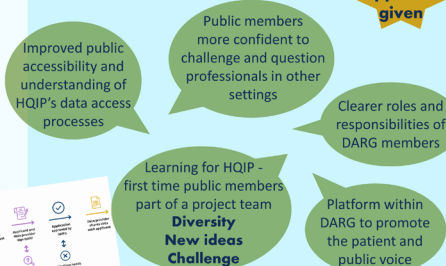 given
Public members
more confident to
challenge and question
professionals in other
settings
Improved public
accessibility and
understanding of
HQIP's data access
processes
Clearer roles and
responsibilities of
DARG members
Learning for HQIP -
first time public members
part of a project team
Diversity
New ideas
Challenge
Platform within
DARG to promote
the patient and
public voice